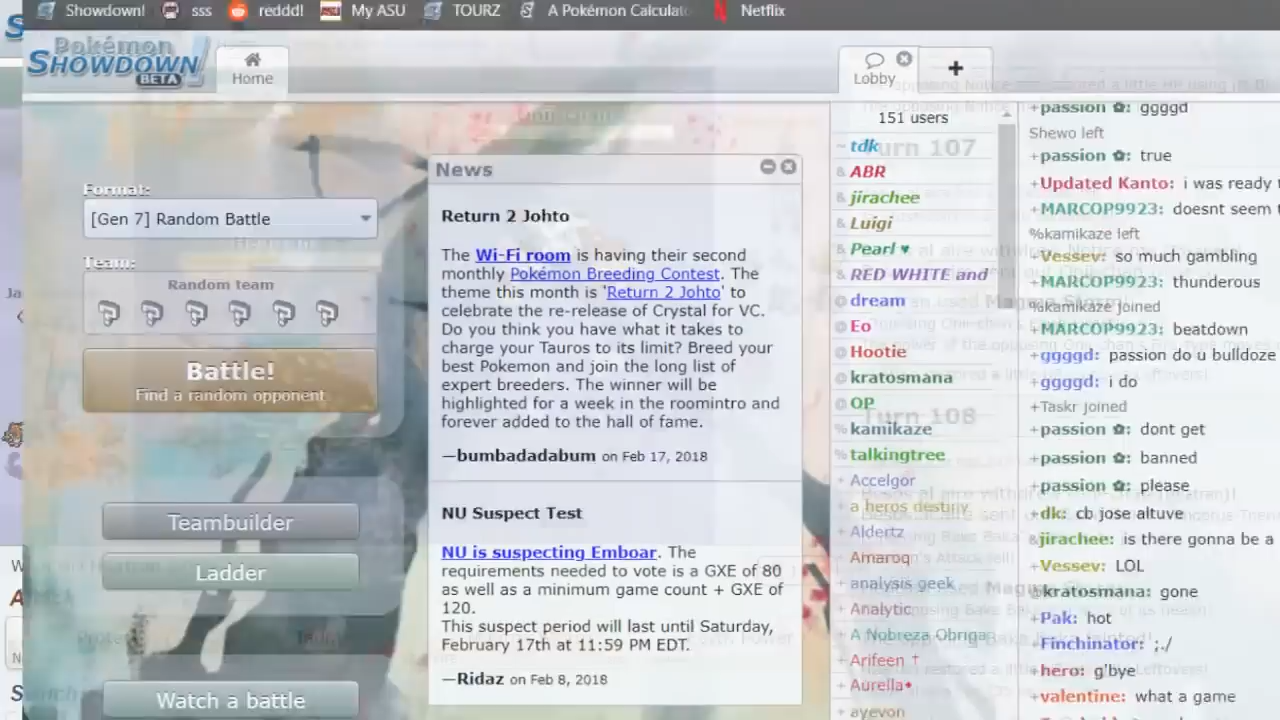 Showdown! sss reddd! My ASU TOURZ A Pokémon Calculato Netflix
Pokémon
SHOWDOWN!
BETA
Home
Lobby
Format:
[Gen 7] Random Battle
Team:
Random team
Battle!
Find a random opponent
Teambuilder
Ladder
Watch a battle
News
Return 2 Johto
The Wi-Fi room is having their second
monthly Pokémon Breeding Contest. The
theme this month is 'Return 2 Johto' to
celebrate the re-release of Crystal for VC.
Do you think you have what it takes to
charge your Tauros to its limit? Breed your
best Pokemon and join the long list of
expert breeders. The winner will be
highlighted for a week in the roomintro and
forever added to the hall of fame.
—bumbadadabum on Feb 17, 2018
NU Suspect Test
NU is suspecting Emboar. The
requirements needed to vote is a GXE of 80
as well as a minimum game count + GXE of
120.
This suspect period will last until Saturday,
February 17th at 11:59 PM EDT.
—Ridaz on Feb 8, 2018
151 users
~ tdk
& ABR
& jirachee
& Luigi
& Pearl ♥
& RED WHITE and
@ dream
@ Eo
@ Hootie
@ kratosmana
@ OP
% kamikaze
% talkingtree
+ Accelgor
+ a heros destiny
+ Aldertz
+ Amaroq
+ analysis geek
+ Analytic
+ A Nobreza Obriga
+ Arifeen †
+ Aurella♦
+ ayevon
+passion ✿: ggggd
Shewo left
+passion ✿: true
+Updated Kanto: i was ready
+MARCOP9923: doesnt seem
%kamikaze left
+Vessev: so much gambling
+MARCOP9923: thunderous
%kamikaze joined
+MARCOP9923: beatdown
+ggggd: passion do u bulldoze
+ggggd: i do
+Taskr joined
+passion ✿: dont get
+passion ✿: banned
+passion ✿: please
+dk: cb jose altuve
&jirachee: is there gonna be a
+Vessev: LOL
@kratosmana: gone
+Pak: hot
+Finchinator: ;./
+hero: g'bye
+valentine: what a game
Turn 107
Turn 108